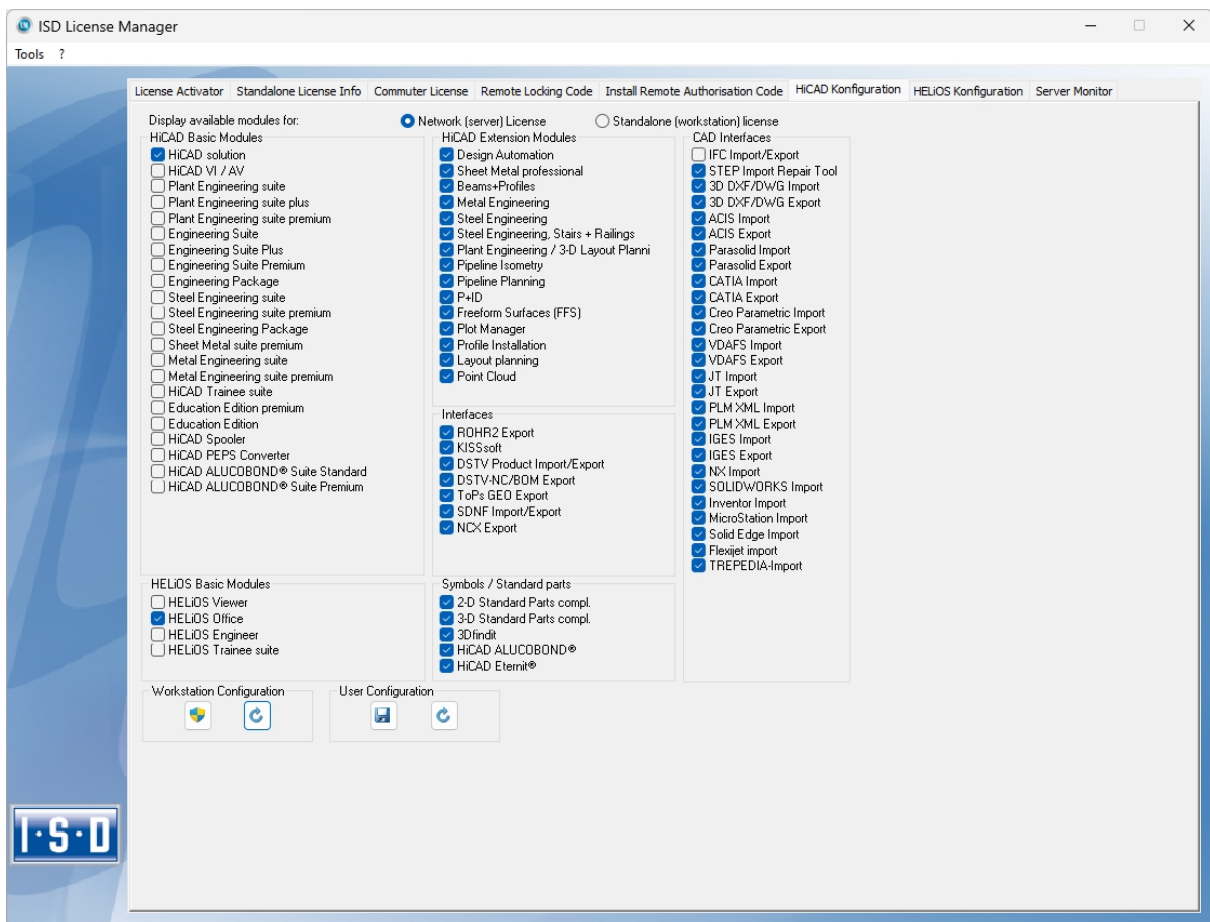 ISD License Manager
Tools ?
License Activator Standalone License Info Commuter License Remote Locking Code Install Remote Authorisation Code HiCAD Konfiguration HELiOS Konfiguration Server Monitor
Display available modules for: Network (server) License Standalone (workstation) license
HiCAD Basic Modules
HiCAD solution
HiCAD VI / AV
Plant Engineering suite
Plant Engineering suite plus
Plant Engineering suite premium
Engineering Suite
Engineering Suite Plus
Engineering Suite Premium
Engineering Package
Steel Engineering suite
Steel Engineering suite premium
Steel Engineering Package
Sheet Metal suite premium
Metal Engineering suite
Metal Engineering suite premium
HiCAD Trainee suite
Education Edition premium
Education Edition
HiCAD Spooler
HiCAD PEPS Converter
HiCAD ALUCOBOND® Suite Standard
HiCAD ALUCOBOND® Suite Premium
HiCAD Extension Modules
Design Automation
Sheet Metal professional
Beams+Profiles
Metal Engineering
Steel Engineering
Steel Engineering, Stairs + Railings
Plant Engineering / 3-D Layout Planni
Pipeline Isometry
Pipeline Planning
P+ID
Freeform Surfaces (FFS)
Plot Manager
Profile Installation
Layout planning
Point Cloud
Interfaces
ROHR2 Export
KISSsoft
DSTV Product Import/Export
DSTV-NC/BOM Export
ToPs GEO Export
SDNF Import/Export
NCX Export
CAD Interfaces
IFC Import/Export
STEP Import Repair Tool
3D DXF/DWG Import
3D DXF/DWG Export
ACIS Import
ACIS Export
Parasolid Import
Parasolid Export
CATIA Import
CATIA Export
Creo Parametric Import
Creo Parametric Export
VDAFS Import
VDAFS Export
JT Import
JT Export
PLM XML Import
PLM XML Export
IGES Import
IGES Export
NX Import
SOLIDWORKS Import
Inventor Import
MicroStation Import
Solid Edge Import
Flexijet import
TREPEDIA-Import
HELiOS Basic Modules
HELiOS Viewer
HELiOS Office
HELiOS Engineer
HELiOS Trainee suite
Symbols / Standard parts
2-D Standard Parts compl.
3-D Standard Parts compl.
3Dfindit
HiCAD ALUCOBOND®
HiCAD Eternit®
Workstation Configuration User Configuration
I·S·D